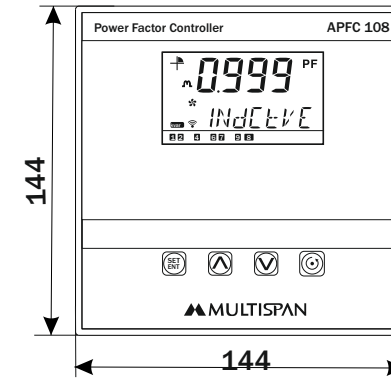 Power Factor Controller APFC 108
0.999 PF
INdCtVE
1 2 4 6 7 9 8
144
SET
ENT
MULTISPAN
144